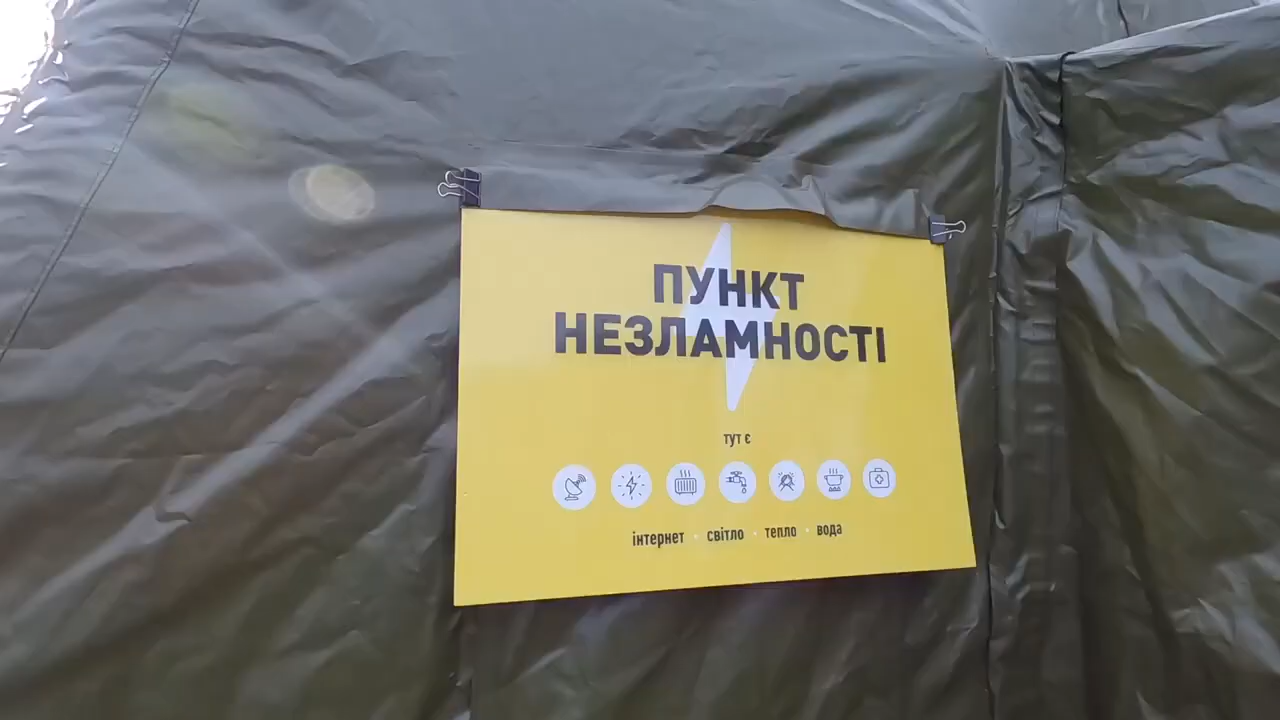 ПУНКТ
НЕЗЛАМНОСТІ
тут є
інтернет · світло · тепло · вода